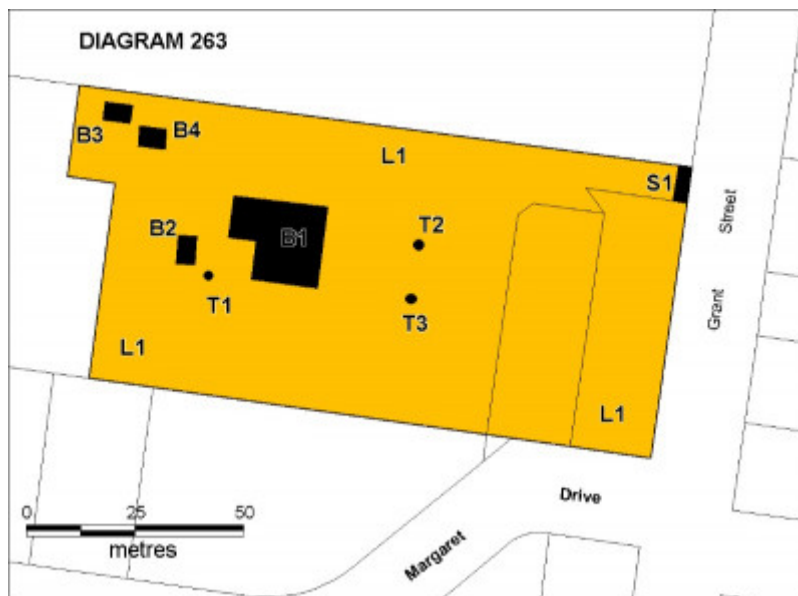 DIAGRAM 263
B3
B4
L1
S1
B2
B1
T2
T1
T3
L1
L1
Grant Street
Margaret Drive
0 25 50
metres